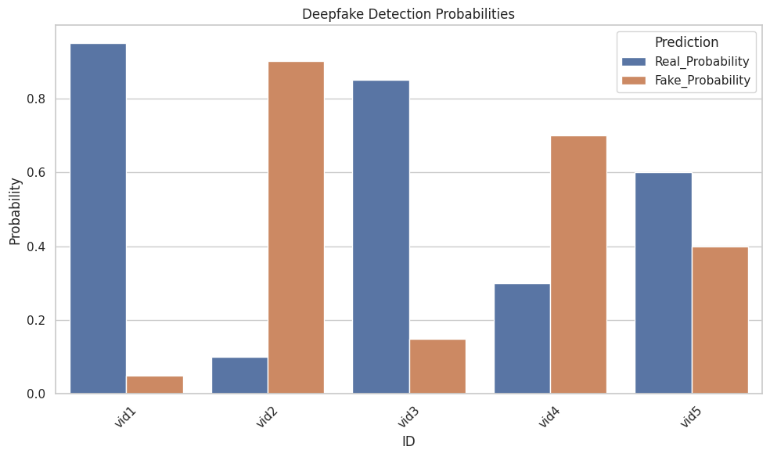 Deepfake Detection Probabilities
Prediction
Real_Probability
Fake_Probability
Probability
0.8
0.6
0.4
0.2
0.0
vid1
vid2
vid3
vid4
vid5
ID